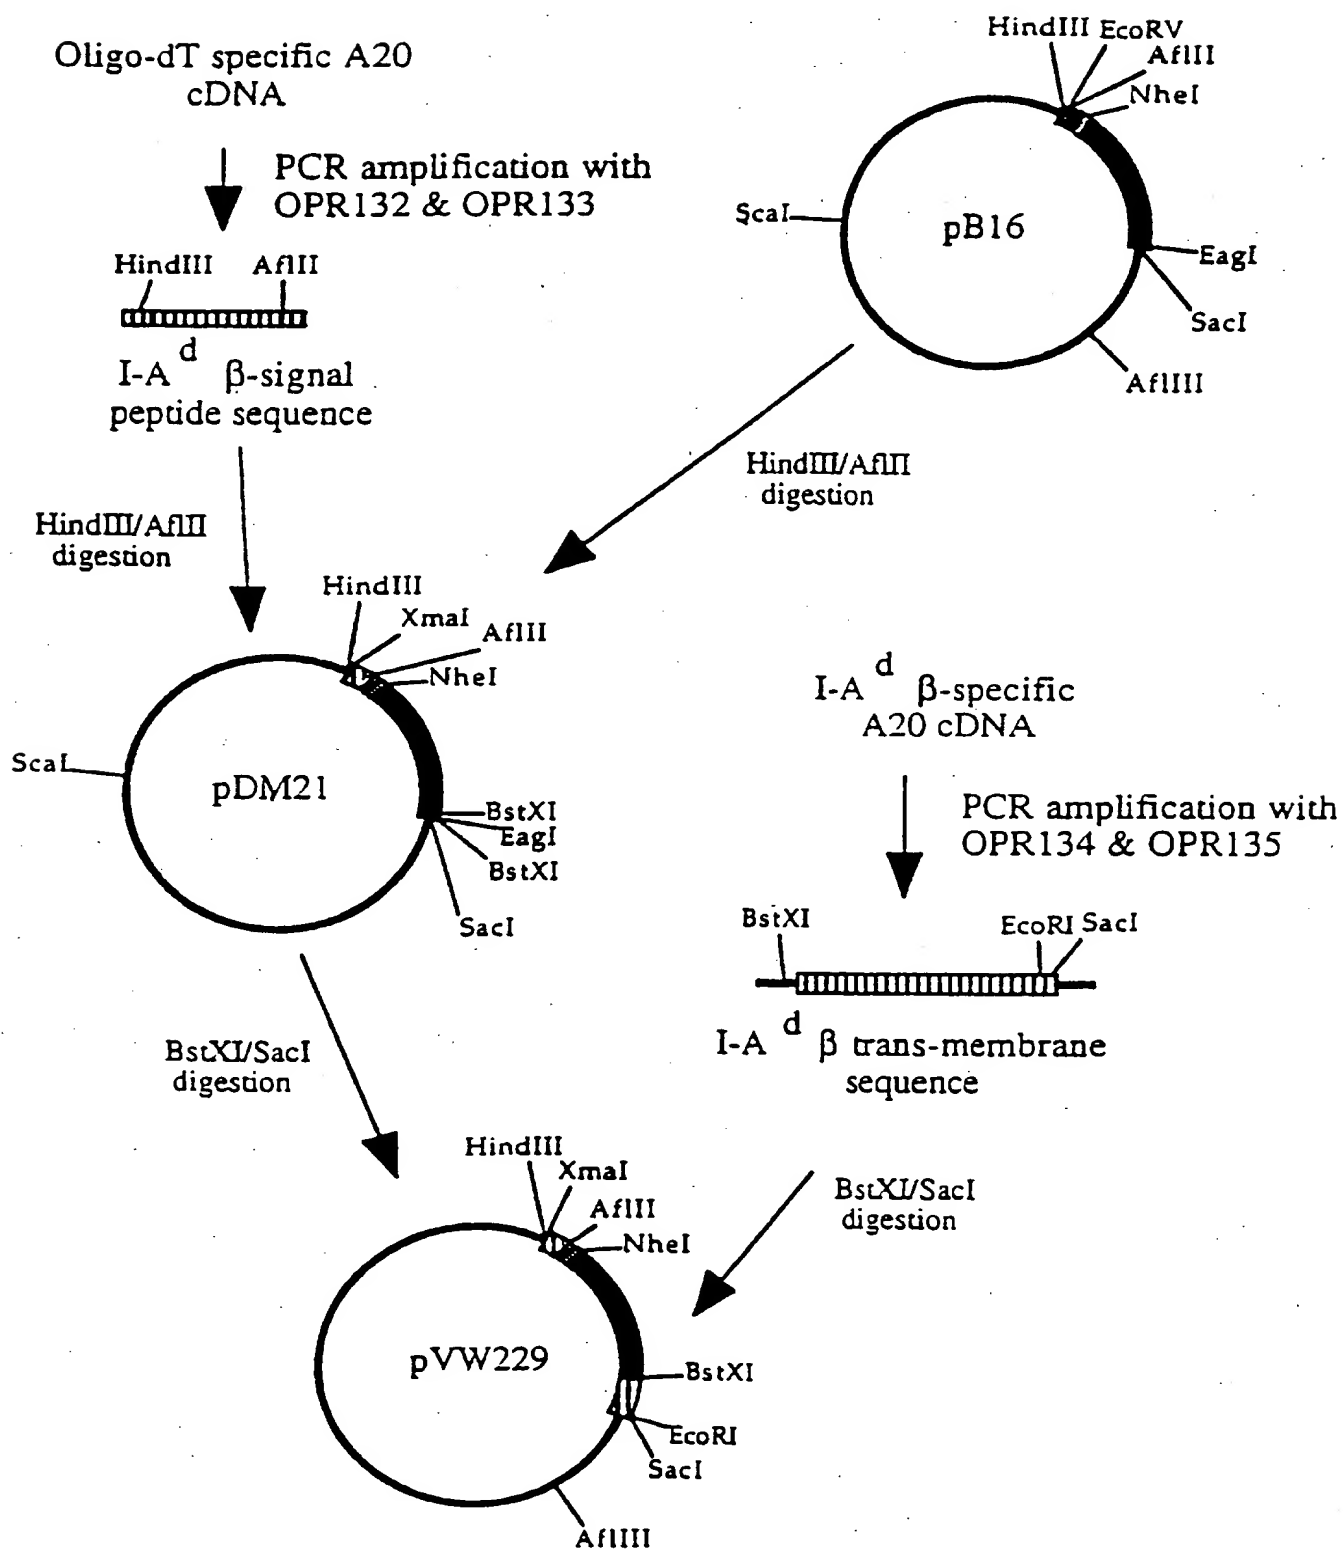 Oligo-dT specific A20
cDNA
PCR amplification with
OPR132 & OPR133
HindIII AflII
I-A d β-signal
peptide sequence
HindIII/AflII
digestion
HindIII EcoRV
AflII
NheI
ScaI
pB16
EagI
SacI
AflIII
HindIII/AflII
digestion
HindIII
XmaI
AflII
NheI
ScaI
pDM21
BstXI
EagI
BstXI
SacI
I-A d β-specific
A20 cDNA
PCR amplification with
OPR134 & OPR135
BstXI
EcoRI SacI
I-A d β trans-membrane
sequence
BstXI/SacI
digestion
BstXI/SacI
digestion
HindIII
XmaI
AflII
NheI
pVW229
BstXI
EcoRI
SacI
AflIII